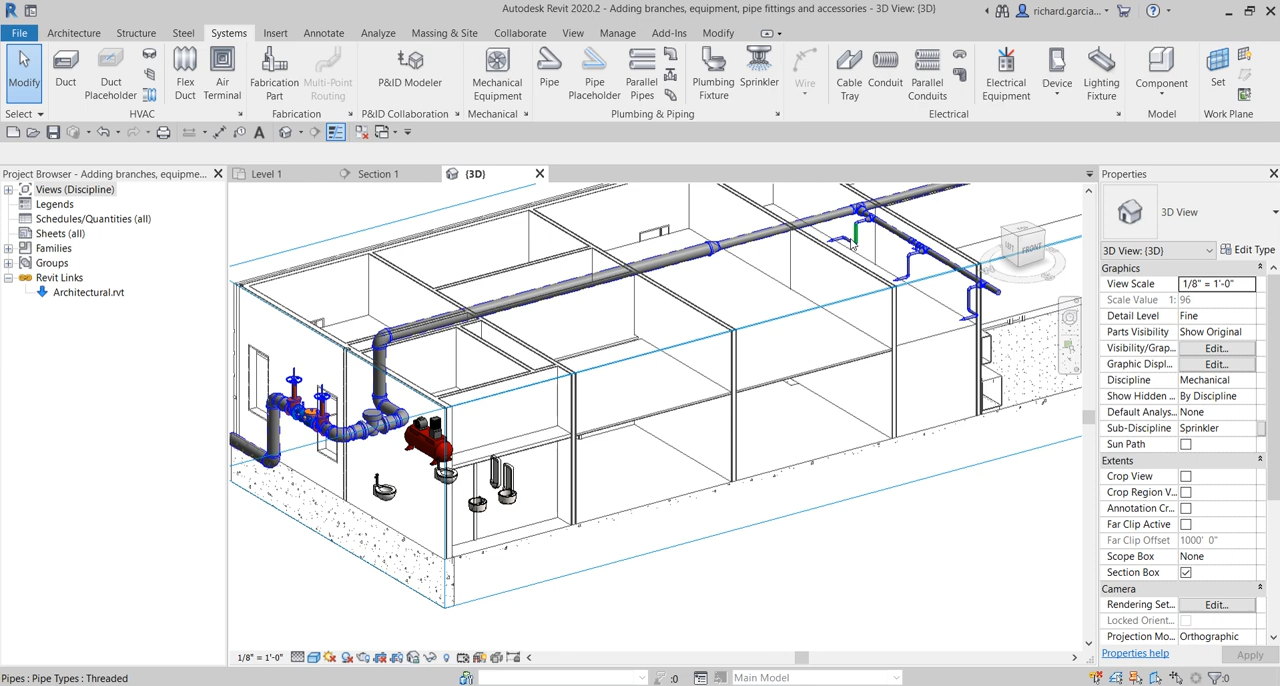 Autodesk Revit 2020.2 - Adding branches, equipment, pipe fittings and accessories - 3D View: {3D}
richard.garcia...
File Architecture Structure Steel Systems Insert Annotate Analyze Massing & Site Collaborate View Manage Add-Ins Modify
Modify Duct Duct Placeholder Flex Duct Air Terminal Fabrication Part Multi-Point Routing P&ID Modeler Mechanical Equipment Pipe Pipe Placeholder Parallel Pipes Plumbing Fixture Sprinkler Wire Cable Tray Conduit Parallel Conduits Electrical Equipment Device Lighting Fixture Component Set
Select HVAC Fabrication P&ID Collaboration Mechanical Plumbing & Piping Electrical Model Work Plane
Project Browser - Adding branches, equipme...
Level 1 Section 1 {3D}
Views (Discipline)
Legends
Schedules/Quantities (all)
Sheets (all)
Families
Groups
Revit Links
Architectural.rvt
FRONT
Properties
3D View
3D View: {3D} Edit Type
Graphics
View Scale 1/8" = 1'-0"
Scale Value 1: 96
Detail Level Fine
Parts Visibility Show Original
Visibility/Grap... Edit...
Graphic Displ... Edit...
Discipline Mechanical
Show Hidden ... By Discipline
Default Analys... None
Sub-Discipline Sprinkler
Sun Path
Extents
Crop View
Crop Region V...
Annotation Cr...
Far Clip Active
Far Clip Offset 1000' 0"
Scope Box None
Section Box
Camera
Rendering Set... Edit...
Locked Orient...
Projection Mo... Orthographic
Properties help Apply
1/8" = 1'-0"
Pipes : Pipe Types : Threaded
:0
Main Model
:0